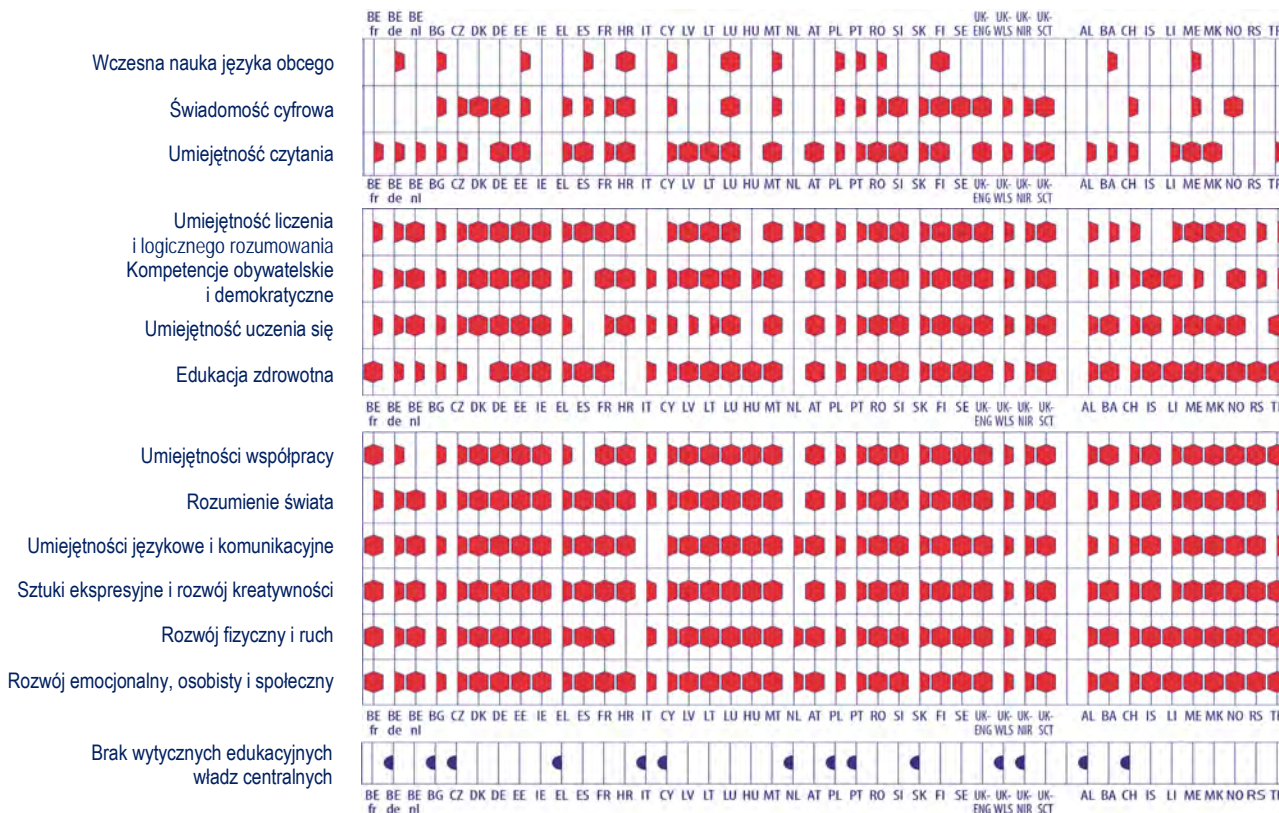 BE BE BE UK- UK- UK- UK-
fr de nl BG CZ DK DE EE IE EL ES FR HR IT CY LV LT LU HU MT NL AT PL PT RO SI SK FI SE ENG WLS NIR SCT AL BA CH IS LI ME MK NO RS
Wczesna nauka języka obcego
Świadomość cyfrowa
Umiejętność czytania
BE BE BE BG CZ DK DE EE IE EL ES FR HR IT CY LV LT LU HU MT NL AT PL PT RO SI SK FI SE UK- UK- UK- UK- AL BA CH IS LI ME MK NO RS
fr de nl ENG WLS NIR SCT
Umiejętność liczenia
i logicznego rozumowania
Kompetencje obywatelskie
i demokratyczne
Umiejętność uczenia się
Edukacja zdrowotna
BE BE BE BG CZ DK DE EE IE EL ES FR HR IT CY LV LT LU HU MT NL AT PL PT RO SI SK FI SE UK- UK- UK- UK- AL BA CH IS LI ME MK NO RS
fr de nl ENG WLS NIR SCT
Umiejętności współpracy
Rozumienie świata
Umiejętności językowe i komunikacyjne
Sztuki ekspresyjne i rozwój kreatywności
Rozwój fizyczny i ruch
Rozwój emocjonalny, osobisty i społeczny
BE BE BE BG CZ DK DE EE IE EL ES FR HR IT CY LV LT LU HU MT NL AT PL PT RO SI SK FI SE UK- UK- UK- UK- AL BA CH IS LI ME MK NO RS
fr de nl ENG WLS NIR SCT
Brak wytycznych edukacyjnych
władz centralnych
BE BE BE BG CZ DK DE EE IE EL ES FR HR IT CY LV LT LU HU MT NL AT PL PT RO SI SK FI SE UK- UK- UK- UK- AL BA CH IS LI ME MK NO RS
fr de nl ENG WLS NIR SCT